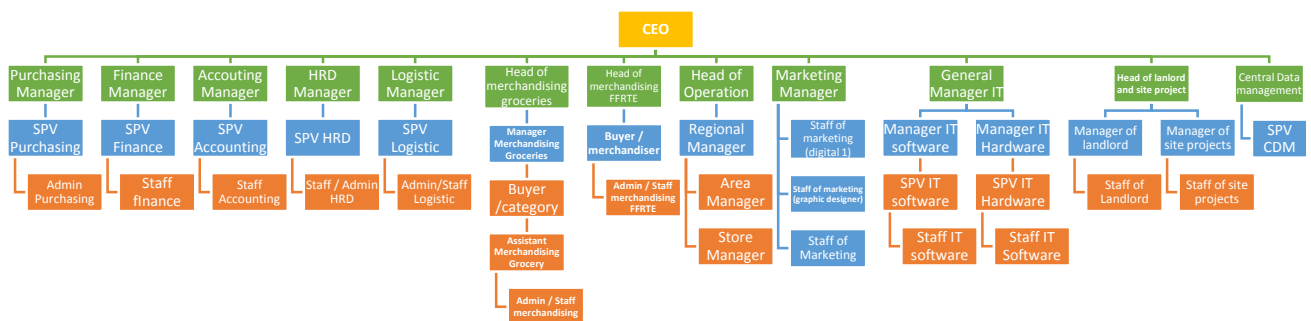 CEO
Purchasing
Manager
Finance
Manager
Accouting
Manager
HRD
Manager
Logistic
Manager
Head of
merchandising
groceries
Head of
merchandising
FFRTE
Head of
Operation
Marketing
Manager
General
Manager IT
Head of lanlord
and site project
Central Data
management
SPV
Purchasing
SPV
Finance
SPV
Accounting
SPV HRD
SPV
Logistic
Manager
Merchandising
Groceries
Buyer /
merchandiser
Regional
Manager
Staff of
marketing
(digital 1)
Manager IT
software
Manager IT
Hardware
Manager of
landlord
Manager of
site projects
SPV
CDM
Admin
Purchasing
Staff
fInance
Staff
Accounting
Staff / Admin
HRD
Admin/Staff
Logistic
Buyer
/category
Admin / Staff
merchandising
FFRTE
Area
Manager
Staff of marketing
(graphic designer)
SPV IT
software
SPV IT
Hardware
Staff of
Landlord
Staff of site
projects
Assistant
Merchandising
Grocery
Store
Manager
Staff of
Marketing
Staff IT
software
Staff IT
Software
Admin / Staff
merchandising